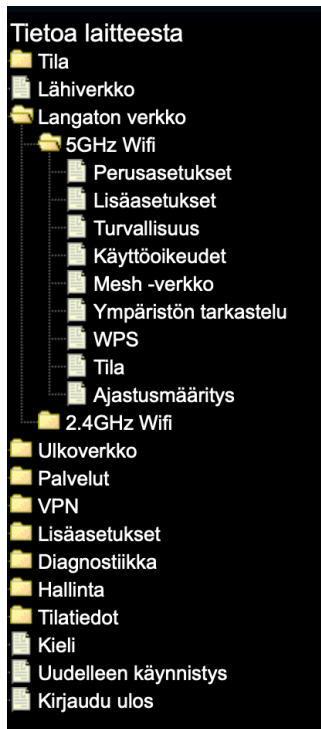 Tietoa laitteesta
Tila
Lähiverkko
Langaton verkko
5GHz Wifi
Perusasetukset
Lisäasetukset
Turvallisuus
Käyttöoikeudet
Mesh -verkko
Ympäristön tarkastelu
WPS
Tila
Ajastusmääritys
2.4GHz Wifi
Ulkoverkko
Palvelut
VPN
Lisäasetukset
Diagnostiikka
Hallinta
Tilatiedot
Kieli
Uudelleen käynnistys
Kirjaudu ulos